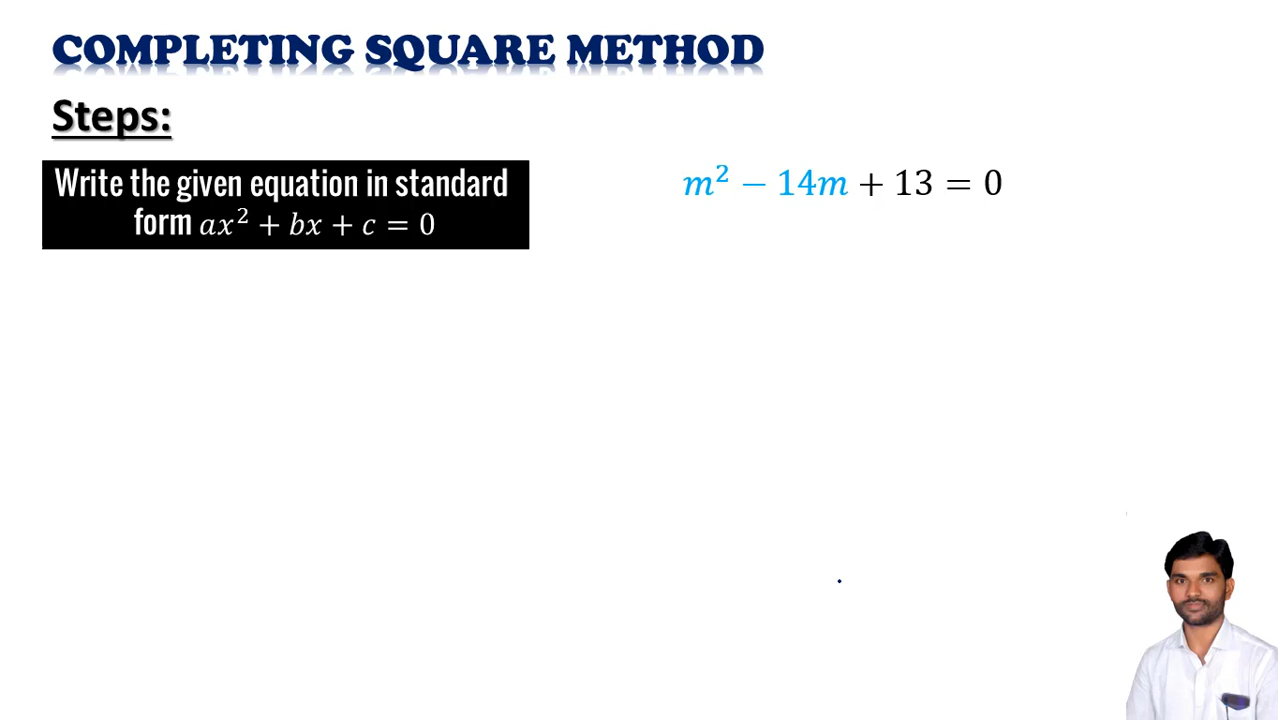 COMPLETING SQUARE METHOD
Steps:
Write the given equation in standard
form 𝑎𝑥² + 𝑏𝑥 + 𝑐 = 0
𝑚² − 14𝑚 + 13 = 0